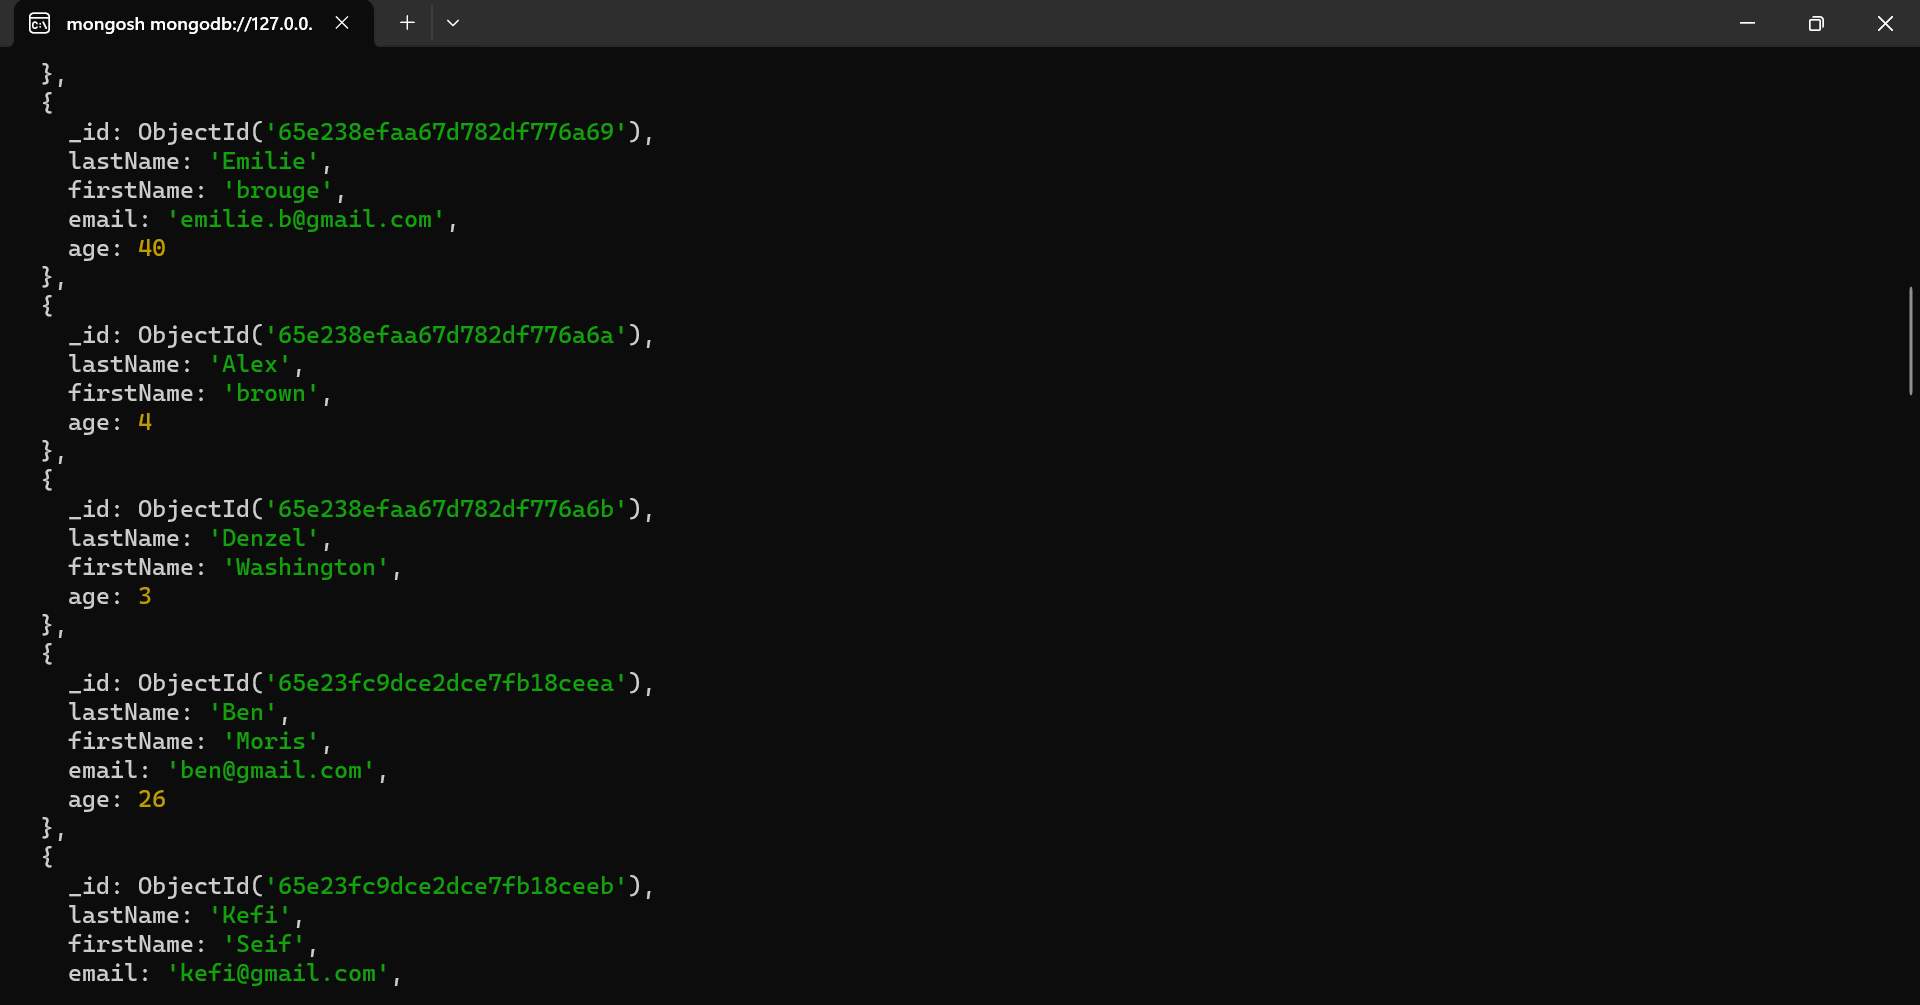 mongosh mongodb://127.0.0.
},
{
_id: ObjectId('65e238efaa67d782df776a69'),
lastName: 'Emilie',
firstName: 'brouge',
email: 'emilie.b@gmail.com',
age: 40
},
{
_id: ObjectId('65e238efaa67d782df776a6a'),
lastName: 'Alex',
firstName: 'brown',
age: 4
},
{
_id: ObjectId('65e238efaa67d782df776a6b'),
lastName: 'Denzel',
firstName: 'Washington',
age: 3
},
{
_id: ObjectId('65e23fc9dce2dce7fb18ceea'),
lastName: 'Ben',
firstName: 'Moris',
email: 'ben@gmail.com',
age: 26
},
{
_id: ObjectId('65e23fc9dce2dce7fb18ceeb'),
lastName: 'Kefi',
firstName: 'Seif',
email: 'kefi@gmail.com',